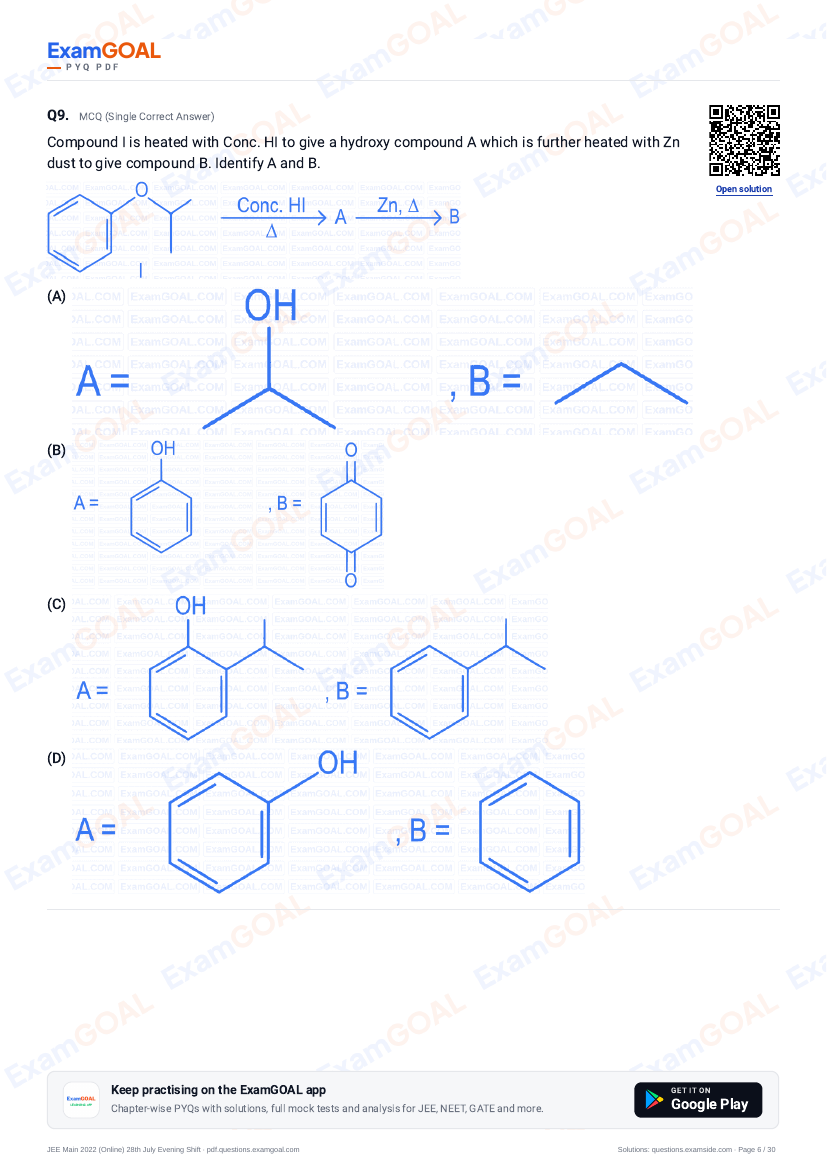 ExamGOAL
PYQ PDF
Q9. MCQ (Single Correct Answer)
Compound I is heated with Conc. HI to give a hydroxy compound A which is further heated with Zn
dust to give compound B. Identify A and B.
Open solution
O
I
Conc. HI
Δ
A
Zn, Δ
B
(A)
OH
A =
, B =
(B)
OH
A =
, B =
O
O
(C)
OH
A =
, B =
(D)
OH
A =
, B =
Keep practising on the ExamGOAL app
Chapter-wise PYQs with solutions, full mock tests and analysis for JEE, NEET, GATE and more.
GET IT ON
Google Play
JEE Main 2022 (Online) 28th July Evening Shift · pdf.questions.examgoal.com
Solutions: questions.examside.com · Page 6 / 30